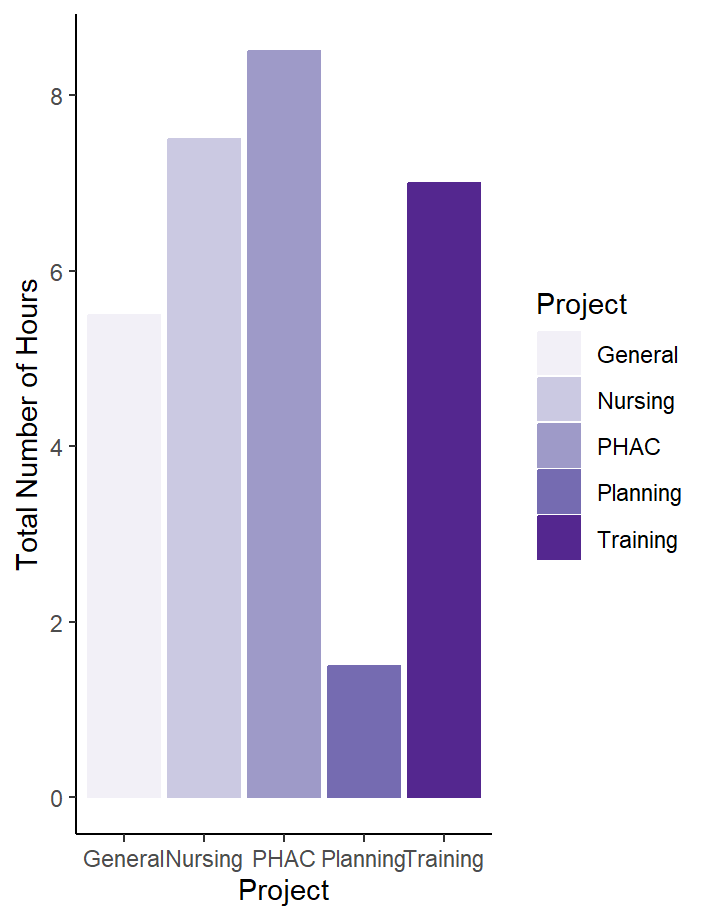 Total Number of Hours
8
6
4
2
0
General Nursing PHAC Planning Training
Project
Project
General
Nursing
PHAC
Planning
Training